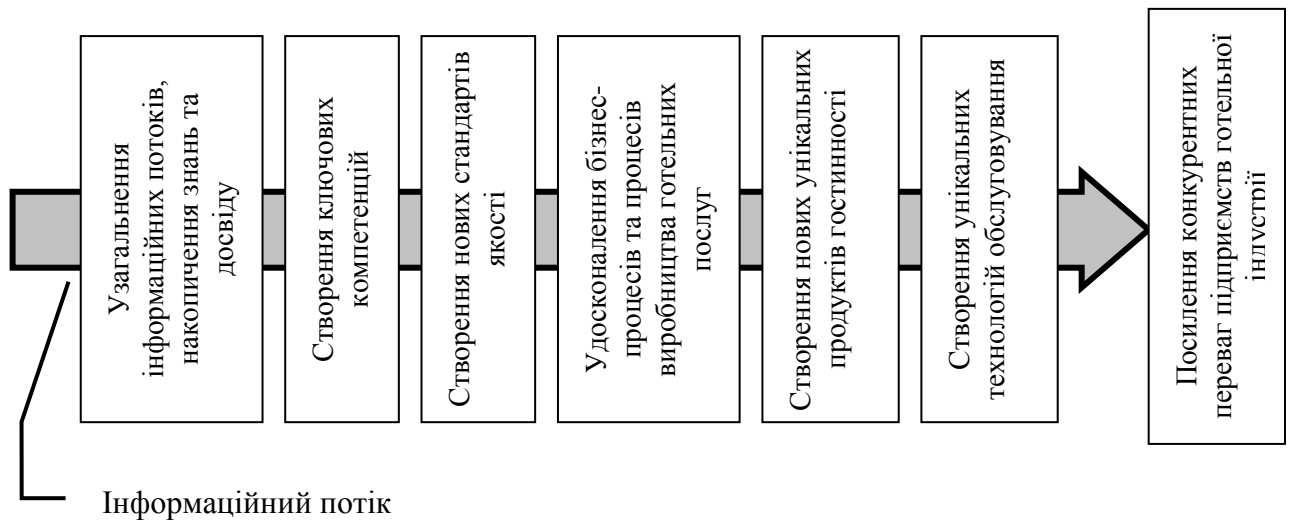 Узагальнення
інформаційних потоків,
накопичення знань та
досвіду
Створення ключових
компетенцій
Створення нових стандартів
якості
Удосконалення бізнес-
процесів та процесів
виробництва готельних
послуг
Створення нових унікальних
продуктів гостинності
Створення унікальних
технологій обслуговування
Посилення конкурентних
переваг підприємств готельної
індустрії
Інформаційний потік